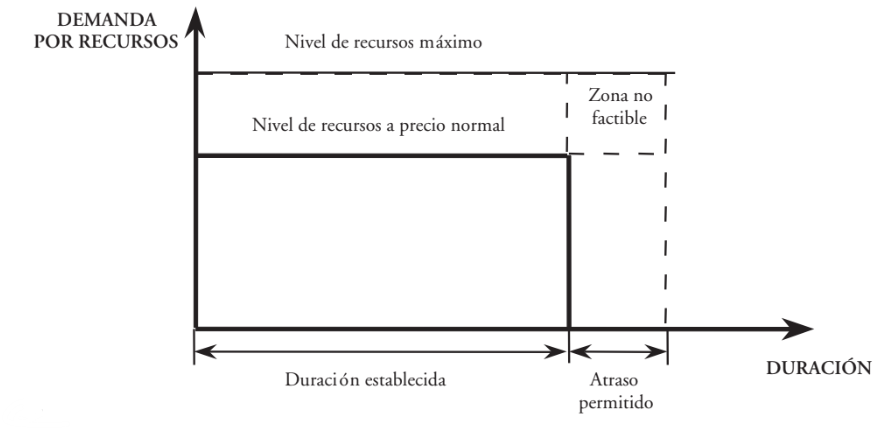 DEMANDA
POR RECURSOS
Nivel de recursos máximo
Zona no
factible
Nivel de recursos a precio normal
DURACIÓN
Duración establecida
Atraso
permitido